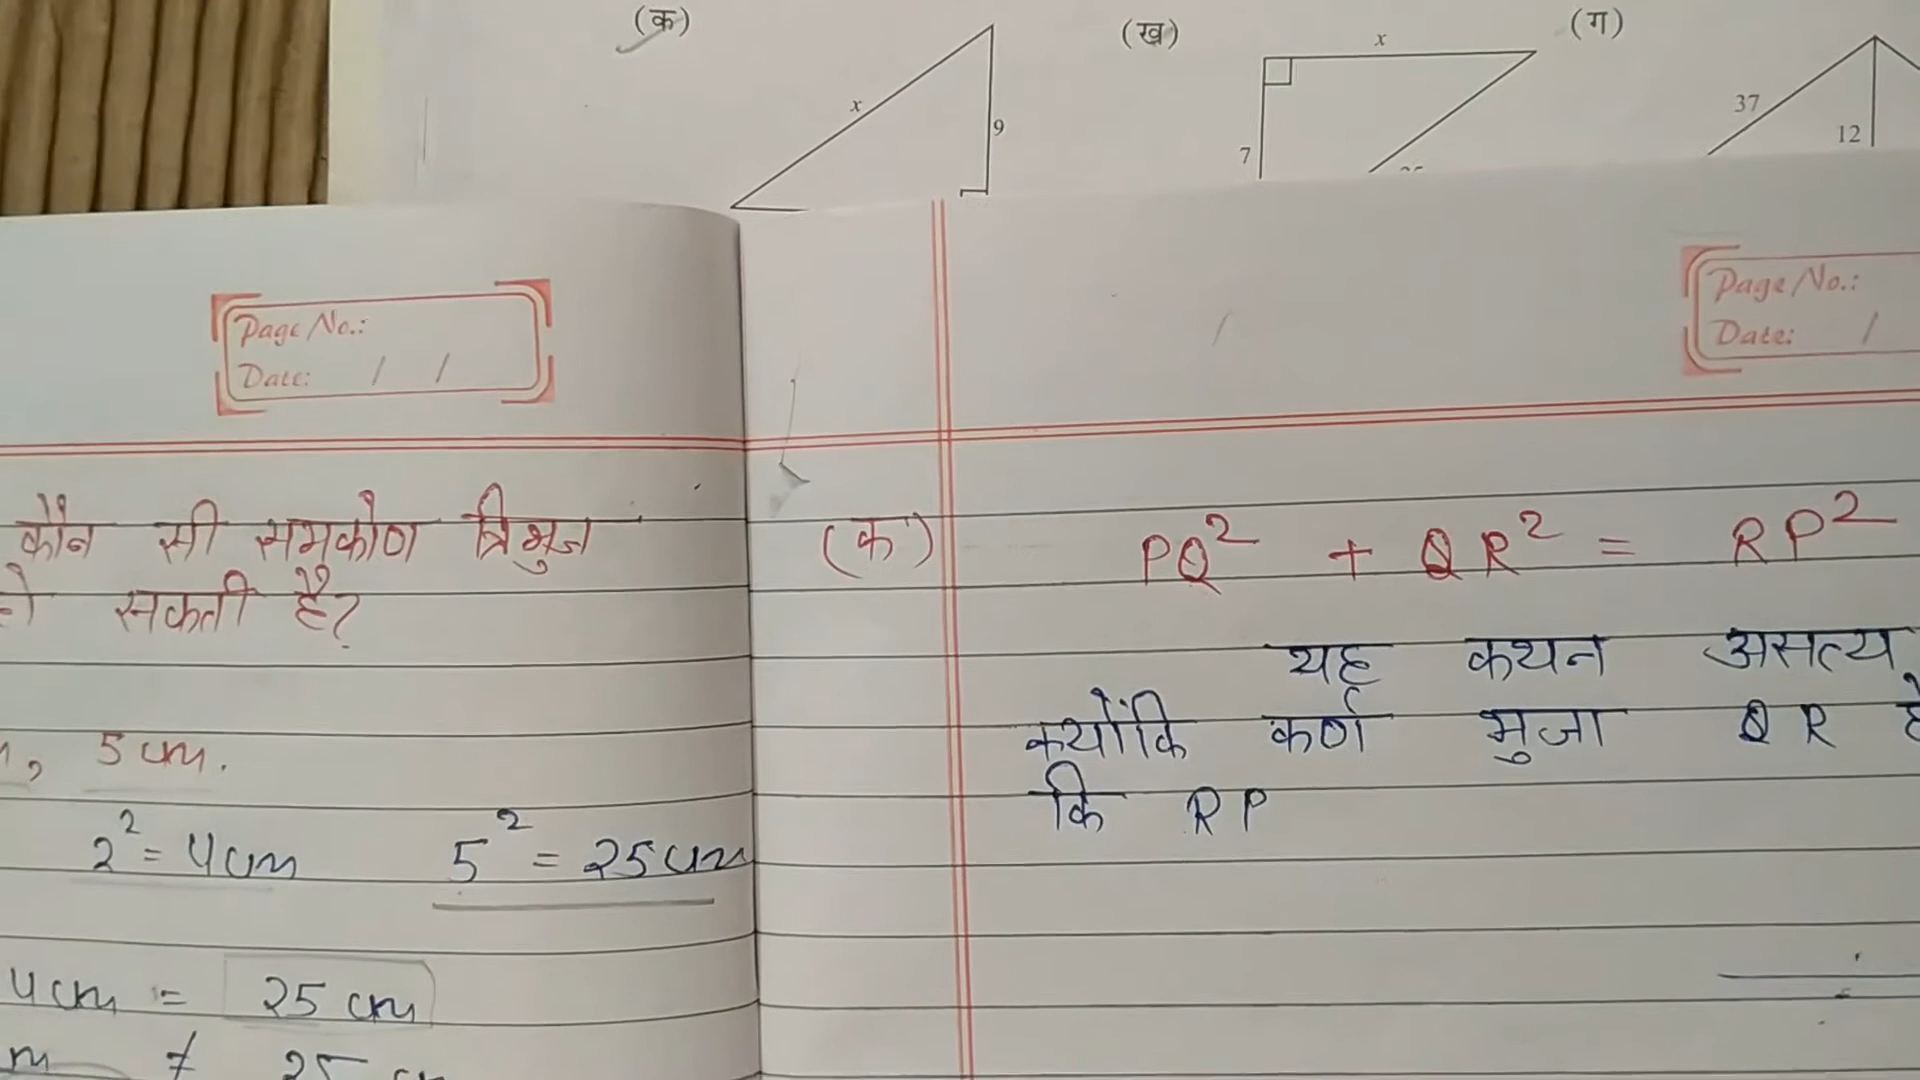 (क)
x
9
(ख)
x
7
(ग)
37
12
Page No.:
Date: / /
कौन सी समकोण त्रिभुज
सकती है?
, 5 cm.
2² = 4 cm 5² = 25 cm
4 cm = 25 cm
m ≠ 25
Page No.:
Date: /
(क) PQ² + QR² = RP²
यह कथन असत्य
क्योंकि कर्ण भुजा QR
कि RP